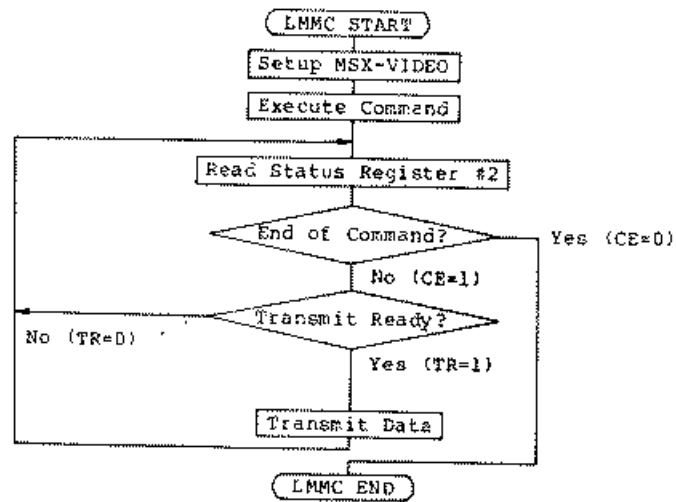 LMMC START
Setup MSX-VIDEO
Execute Command
Read Status Register #2
End of Command?
Yes (CE=0)
No (CE=1)
Transmit Ready?
No (TR=0)
Yes (TR=1)
Transmit Data
LMMC END